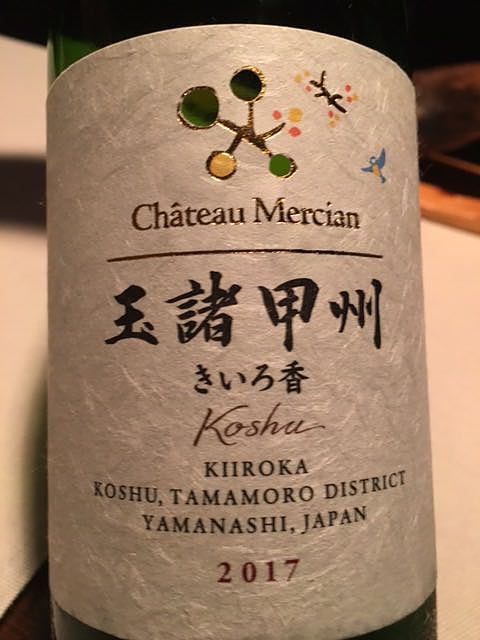 Château Mercian
玉諸甲州
きいろ香
Koshu
KIIROKA
KOSHU, TAMAMORO DISTRICT
YAMANASHI, JAPAN
2017